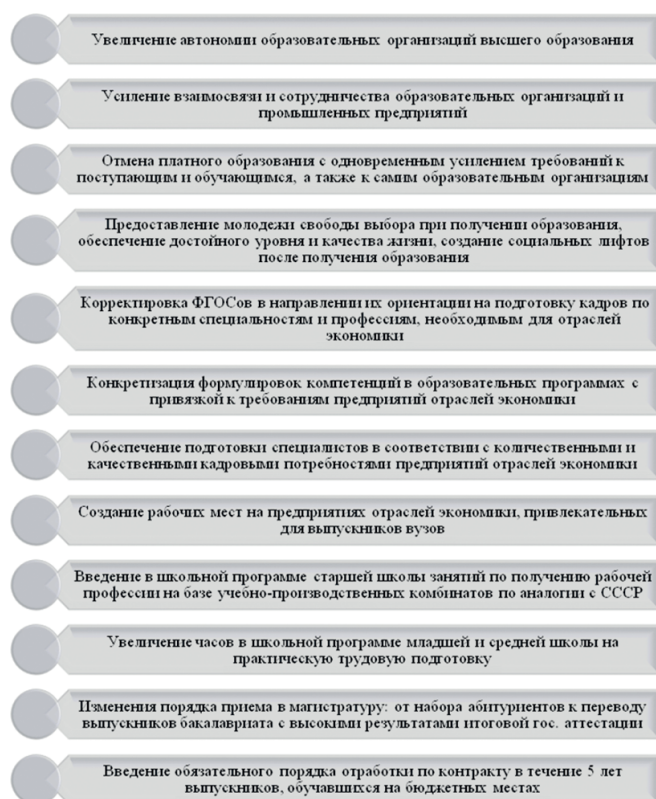 Увеличение автономии образовательных организаций высшего образования
Усиление взаимосвязи и сотрудничества образовательных организаций и
промышленных предприятий
Отмена платного образования с одновременным усилением требований к
поступающим и обучающимся, а также к самим образовательным организациям
Предоставление молодежи свободы выбора при получении образования,
обеспечение достойного уровня и качества жизни, создание социальных лифтов
после получения образования
Корректировка ФГОСов в направлении их ориентации на подготовку кадров по
конкретным специальностям и профессиям, необходимым для отраслей
экономики
Конкретизация формулировок компетенций в образовательных программах с
привязкой к требованиям предприятий отраслей экономики
Обеспечение подготовки специалистов в соответствии с количественными и
качественными кадровыми потребностями предприятий отраслей экономики
Создание рабочих мест на предприятиях отраслей экономики, привлекательных
для выпускников вузов
Введение в школьной программе старшей школы занятий по получению рабочей
профессии на базе учебно-производственных комбинатов по аналогии с СССР
Увеличение часов в школьной программе младшей и средней школы на
практическую трудовую подготовку
Изменения порядка приема в магистратуру: от набора абитуриентов к переводу
выпускников бакалавриата с высокими результатами итоговой гос. аттестации
Введение обязательного порядка отработки по контракту в течение 5 лет
выпускников, обучавшихся на бюджетных местах